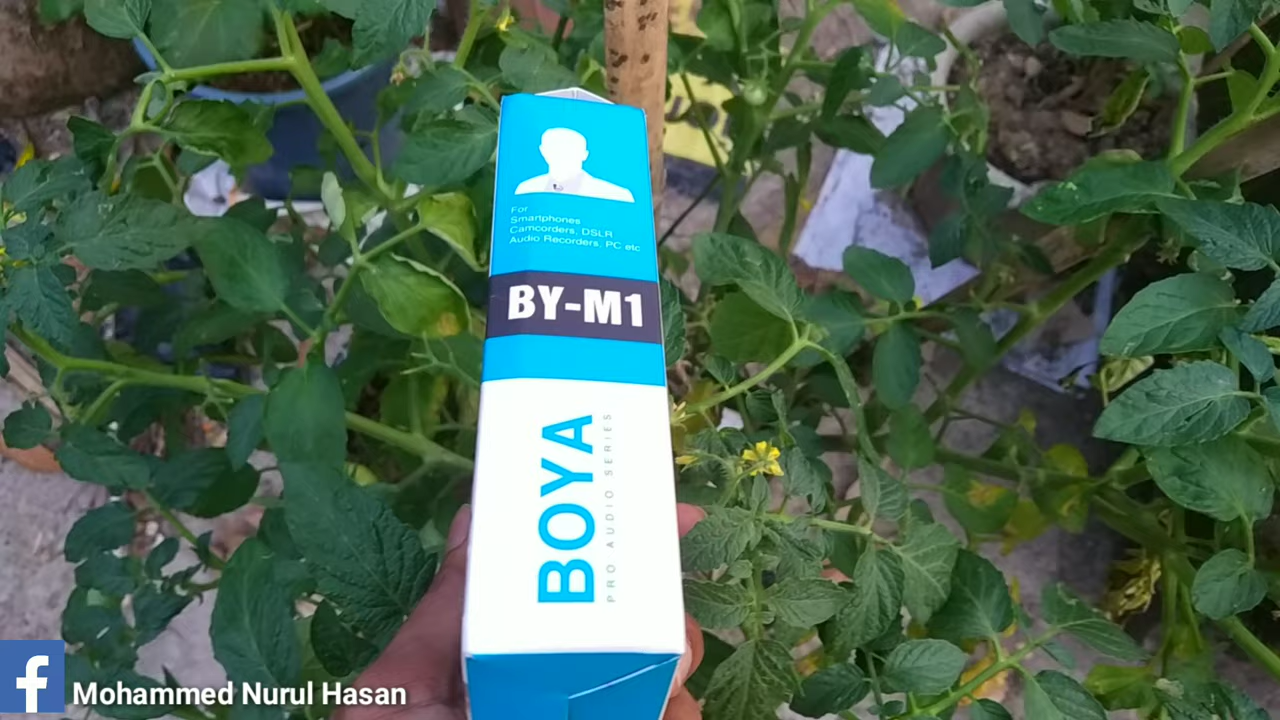 For
Smartphones
Camcorders, DSLR
Audio Recorders, PC etc
BY-M1
BOYA
PRO AUDIO SERIES
f
Mohammed Nurul Hasan